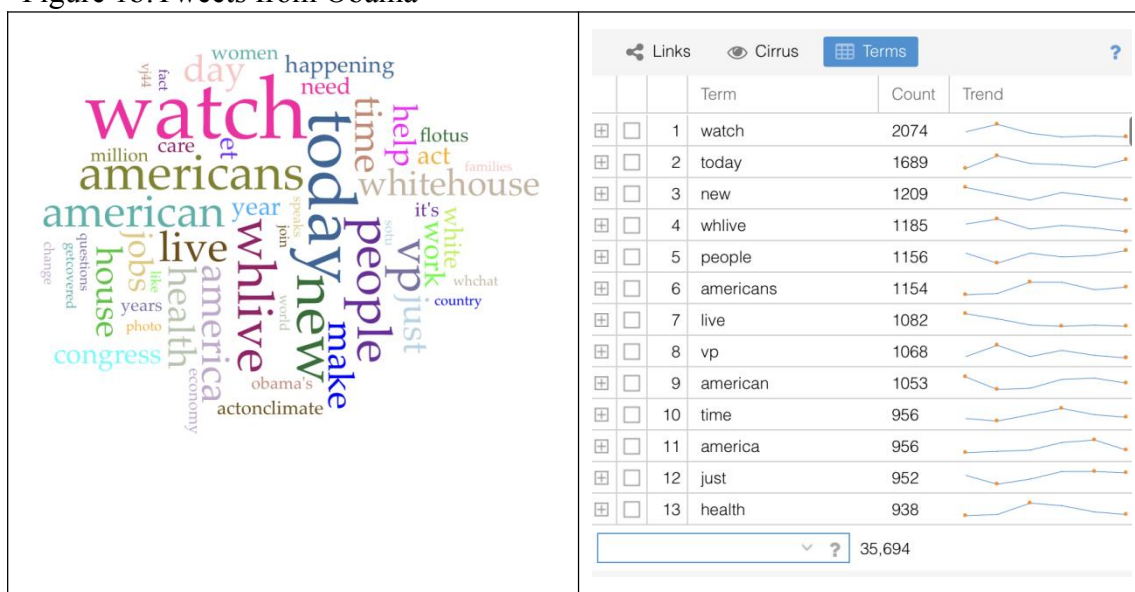 Figure 18:Tweets from Obama
women
vj44
fact
day
happening
need
watch
time
help
flotus
care
et
today
act
million
families
americans
whitehouse
american
year
speaks
it's
white
live
join
whlive
people
sotu
work
vp
just
questions
getcovered
change
house
jobs
like
health
america
new
whchat
country
years
photo
world
make
congress
economy
obama's
actonclimate
Links Cirrus Terms ?
Term Count Trend
1 watch 2074
2 today 1689
3 new 1209
4 whlive 1185
5 people 1156
6 americans 1154
7 live 1082
8 vp 1068
9 american 1053
10 time 956
11 america 956
12 just 952
13 health 938
? 35,694